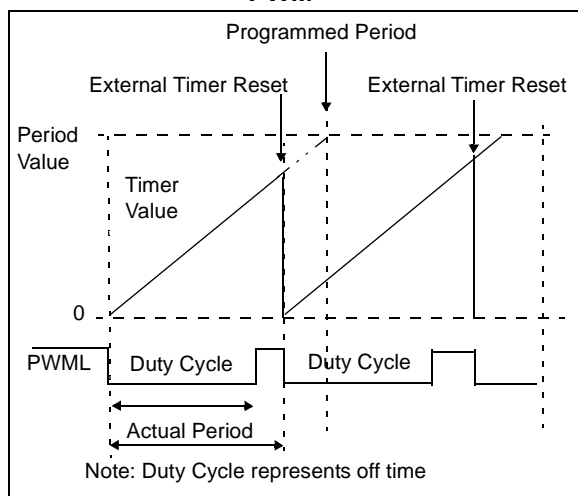 Programmed Period
External Timer Reset External Timer Reset
Period
Value
Timer
Value
0
PWML Duty Cycle Duty Cycle
Actual Period
Note: Duty Cycle represents off time